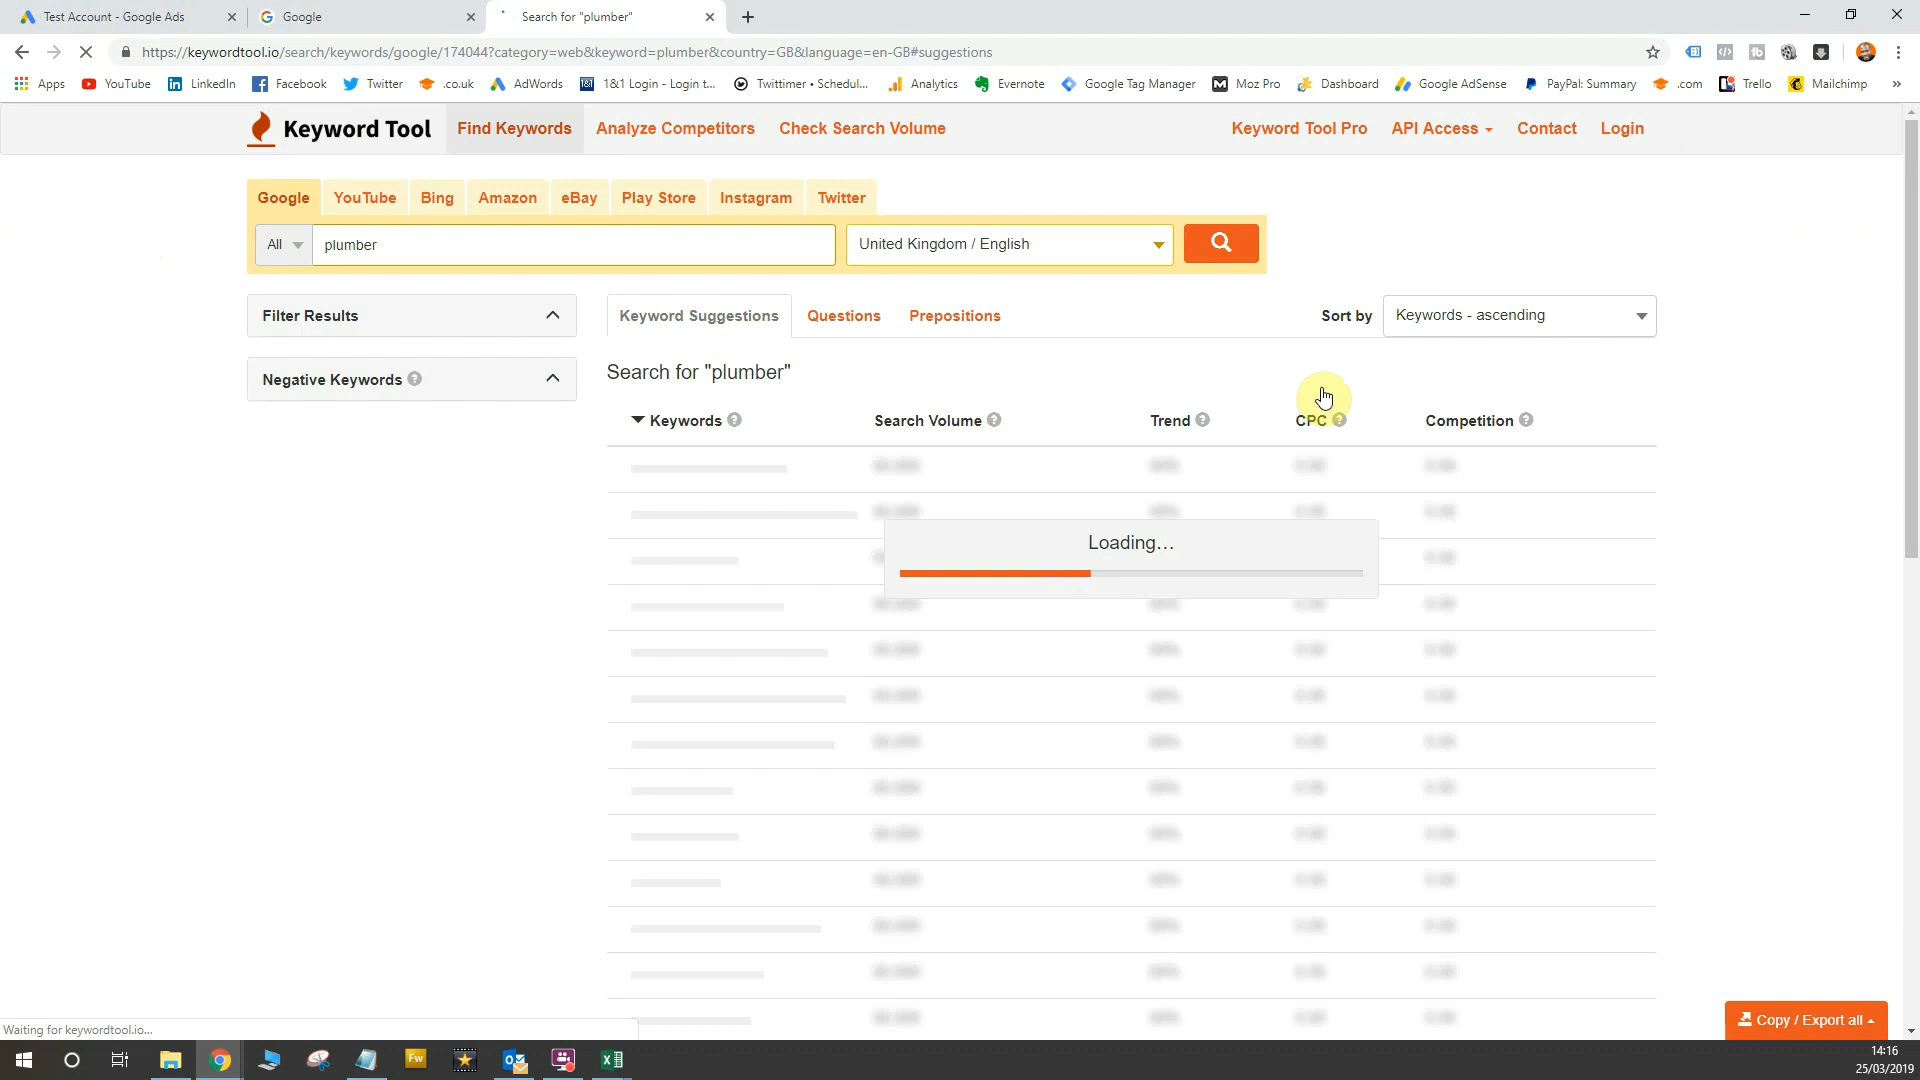 Test Account - Google Ads
Google
Search for "plumber"
https://keywordtool.io/search/keywords/google/174044?category=web&keyword=plumber&country=GB&language=en-GB#suggestions
Apps
YouTube
LinkedIn
Facebook
Twitter
.co.uk
AdWords
1&1 Login - Login t...
Twittimer • Schedul...
Analytics
Evernote
Google Tag Manager
Moz Pro
Dashboard
Google AdSense
PayPal: Summary
.com
Trello
Mailchimp
»
Keyword Tool
Find Keywords
Analyze Competitors
Check Search Volume
Keyword Tool Pro
API Access
Contact
Login
Google
YouTube
Bing
Amazon
eBay
Play Store
Instagram
Twitter
All
plumber
United Kingdom / English
Filter Results
Keyword Suggestions
Questions
Prepositions
Sort by
Keywords - ascending
Negative Keywords
Search for "plumber"
Keywords
Search Volume
Trend
CPC
Competition
Loading...
Copy / Export all
Waiting for keywordtool.io...
Fw
14:16
25/03/2019